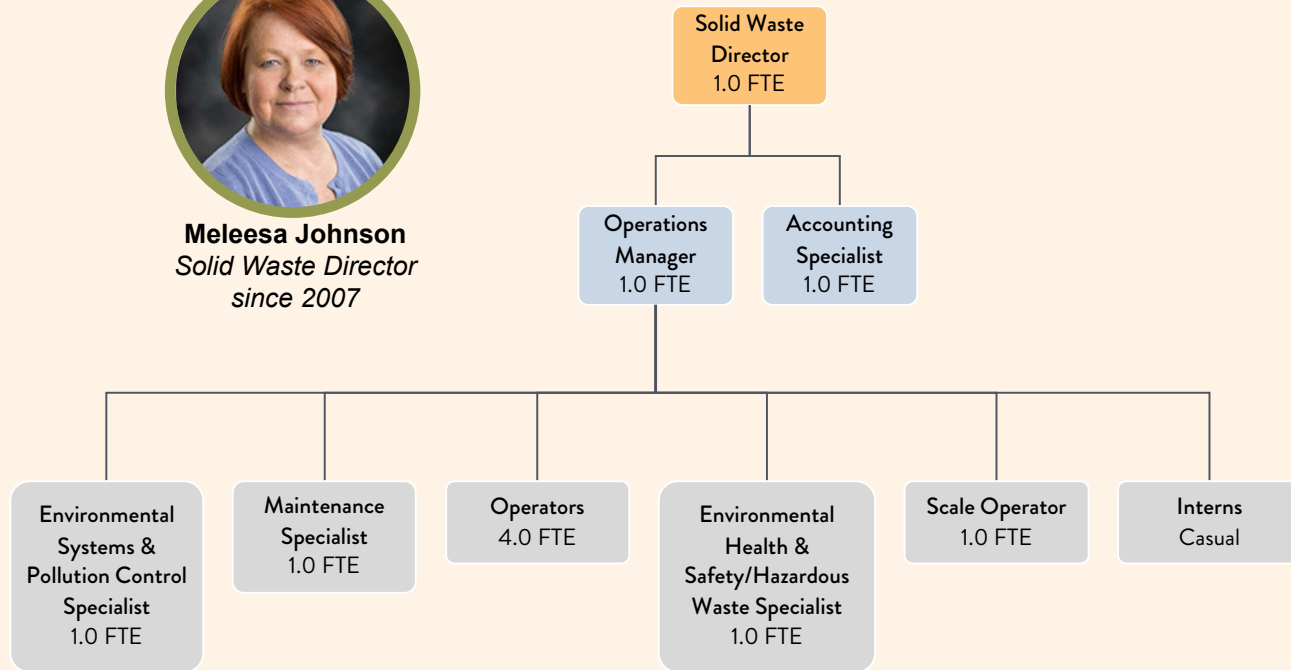 Solid Waste
Director
1.0 FTE
Meleesa Johnson
Solid Waste Director
since 2007
Operations
Manager
1.0 FTE
Accounting
Specialist
1.0 FTE
Environmental
Systems &
Pollution Control
Specialist
1.0 FTE
Maintenance
Specialist
1.0 FTE
Operators
4.0 FTE
Environmental
Health &
Safety/Hazardous
Waste Specialist
1.0 FTE
Scale Operator
1.0 FTE
Interns
Casual